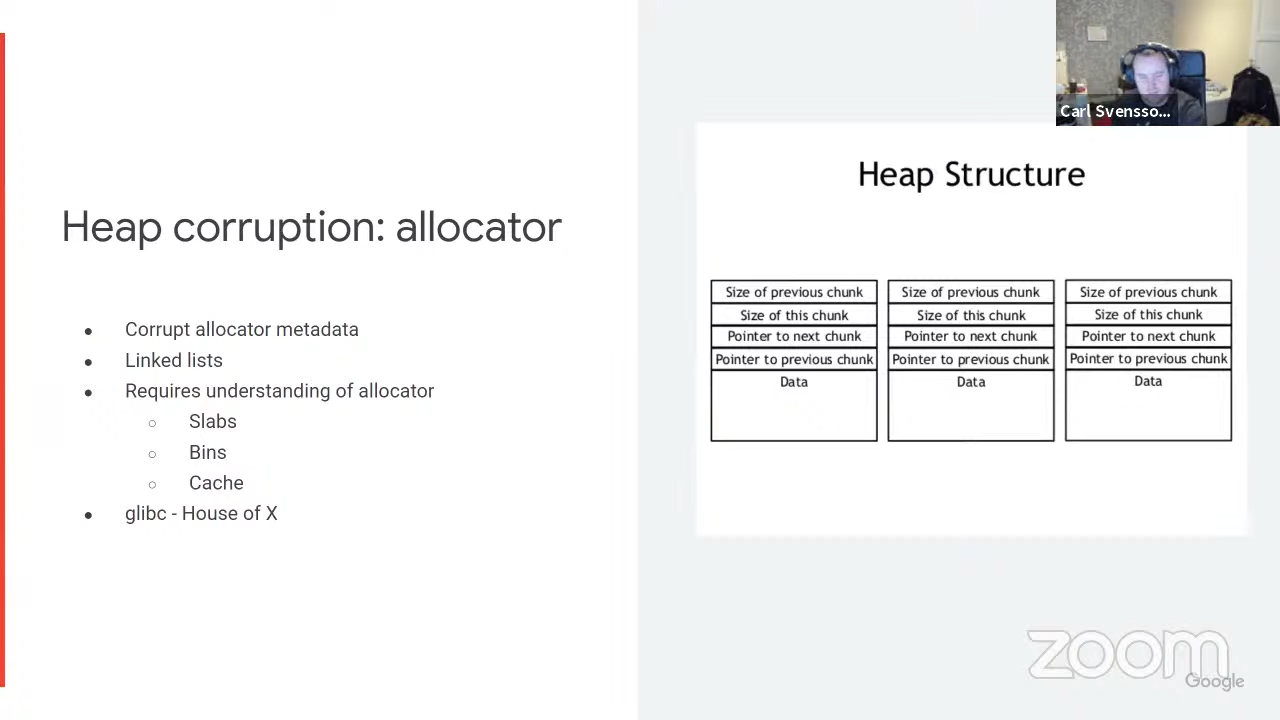 Carl Svensso...
Heap corruption: allocator
● Corrupt allocator metadata
● Linked lists
● Requires understanding of allocator
○ Slabs
○ Bins
○ Cache
● glibc - House of X
Heap Structure
Size of previous chunk
Size of this chunk
Pointer to next chunk
Pointer to previous chunk
Data
Size of previous chunk
Size of this chunk
Pointer to next chunk
Pointer to previous chunk
Data
Size of previous chunk
Size of this chunk
Pointer to next chunk
Pointer to previous chunk
Data
zoom
Google